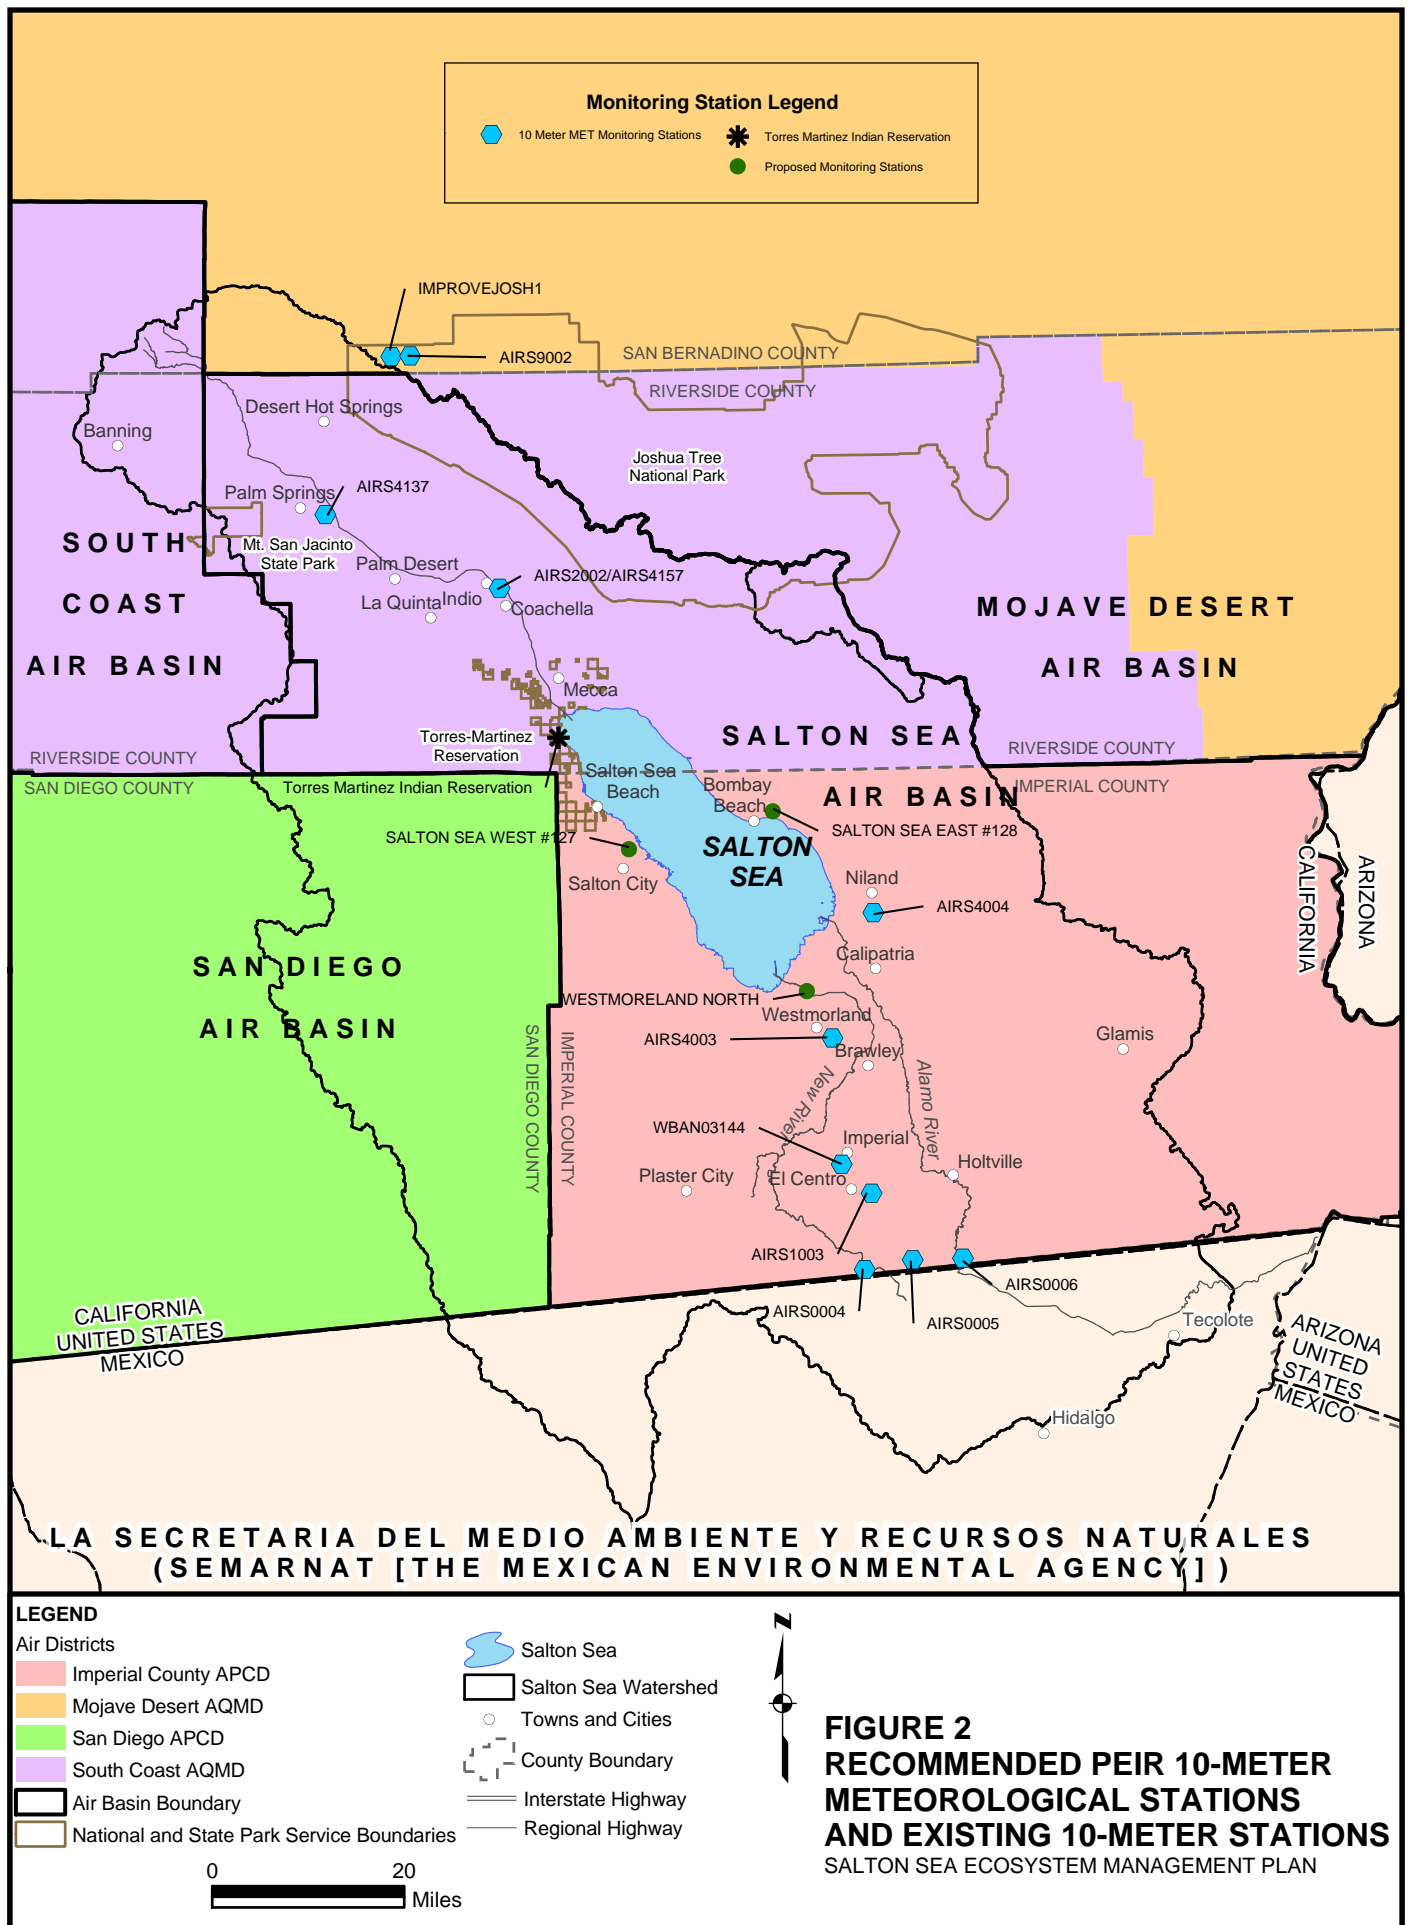 Monitoring Station Legend
10 Meter MET Monitoring Stations
Torres Martinez Indian Reservation
Proposed Monitoring Stations
IMPROVEJOSH1
AIRS9002
SAN BERNADINO COUNTY
RIVERSIDE COUNTY
Desert Hot Springs
Banning
Joshua Tree
National Park
Palm Springs
AIRS4137
SOUTH
COAST
AIR BASIN
Mt. San Jacinto
State Park
Palm Desert
AIRS2002/AIRS4157
La Quinta
Indio
Coachella
MOJAVE DESERT
AIR BASIN
Mecca
Torres-Martinez
Reservation
SALTON SEA
AIR BASIN
RIVERSIDE COUNTY
SAN DIEGO COUNTY
RIVERSIDE COUNTY
IMPERIAL COUNTY
Torres Martinez Indian Reservation
Salton Sea
Beach
Bombay
Beach
SALTON SEA EAST #128
SALTON SEA WEST #127
SALTON
SEA
Salton City
Niland
AIRS4004
CALIFORNIA
ARIZONA
Calipatria
SAN DIEGO
AIR BASIN
WESTMORELAND NORTH
Westmorland
AIRS4003
Brawley
Glamis
SAN DIEGO COUNTY
IMPERIAL COUNTY
New River
Alamo River
WBAN03144
Imperial
Holtville
Plaster City
El Centro
AIRS1003
AIRS0006
AIRS0004
AIRS0005
Tecolote
Hidalgo
CALIFORNIA
UNITED STATES
MEXICO
ARIZONA
UNITED
STATES
MEXICO
LA SECRETARIA DEL MEDIO AMBIENTE Y RECURSOS NATURALES
(SEMARNAT [THE MEXICAN ENVIRONMENTAL AGENCY])
LEGEND
Air Districts
Imperial County APCD
Mojave Desert AQMD
San Diego APCD
South Coast AQMD
Air Basin Boundary
National and State Park Service Boundaries
Salton Sea
Salton Sea Watershed
Towns and Cities
County Boundary
Interstate Highway
Regional Highway
0 20
Miles
Z
FIGURE 2
RECOMMENDED PEIR 10-METER
METEOROLOGICAL STATIONS
AND EXISTING 10-METER STATIONS
SALTON SEA ECOSYSTEM MANAGEMENT PLAN